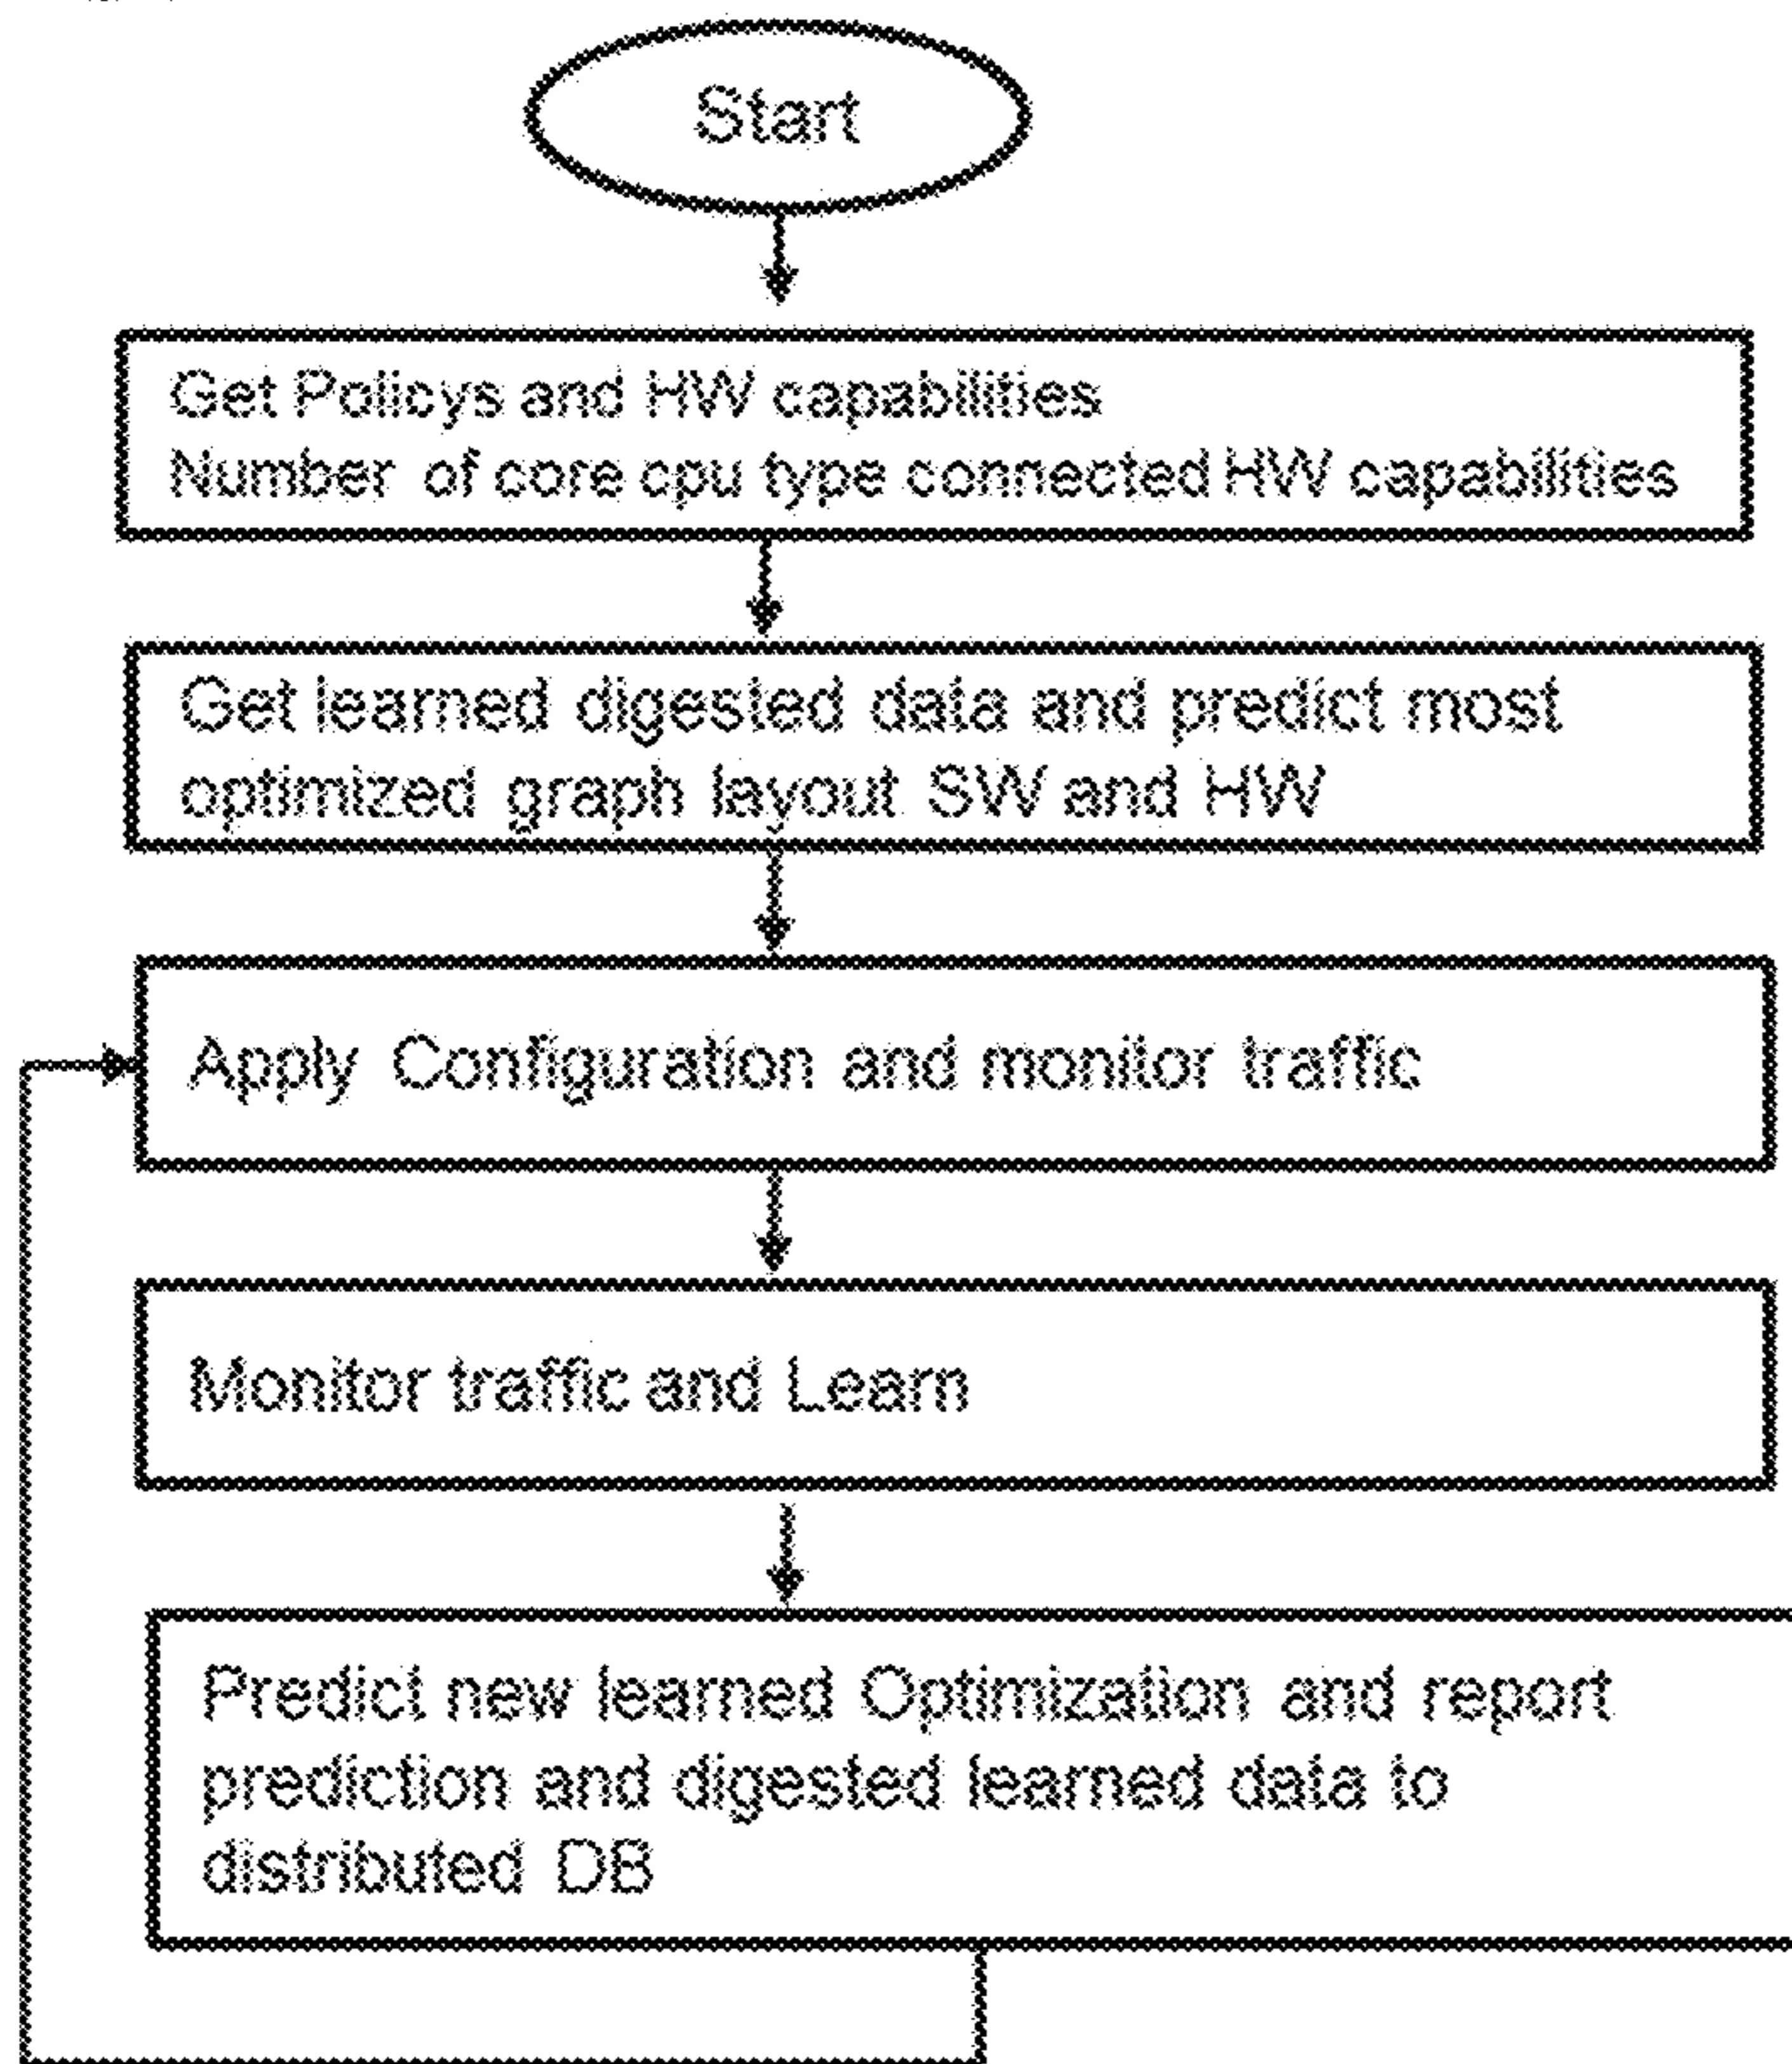 Start
Get Policys and HW capabilities
Number of core cpu type connected HW capabilities
Get learned digested data and predict most
optimized graph layout SW and HW
Apply Configuration and monitor traffic
Monitor traffic and Learn
Predict new learned Optimization and report
prediction and digested learned data to
distributed DB